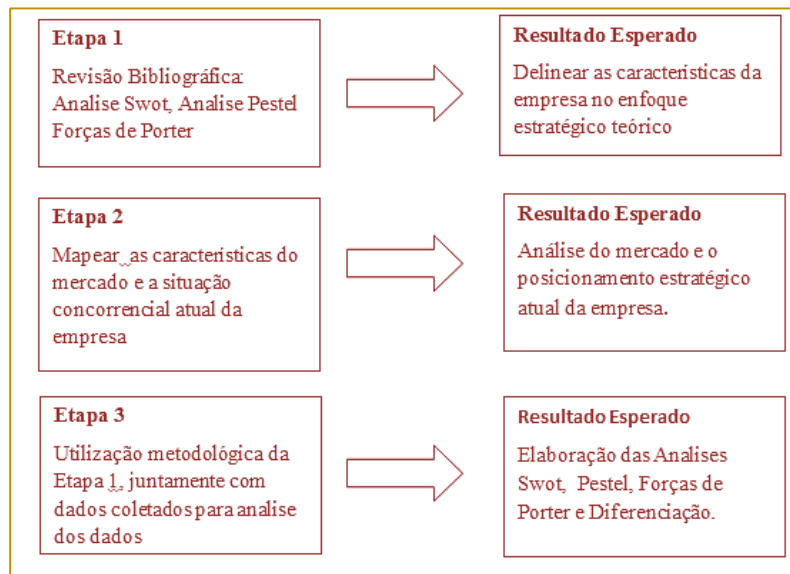 Etapa 1
Revisão Bibliográfica:
Analise Swot, Analise Pestel
Forças de Porter
Resultado Esperado
Delinear as características da
empresa no enfoque
estratégico teórico
Etapa 2
Mapear as características do
mercado e a situação
concorrencial atual da
empresa
Resultado Esperado
Análise do mercado e o
posicionamento estratégico
atual da empresa.
Etapa 3
Utilização metodológica da
Etapa 1, juntamente com
dados coletados para analise
dos dados
Resultado Esperado
Elaboração das Analises
Swot, Pestel, Forças de
Porter e Diferenciação.